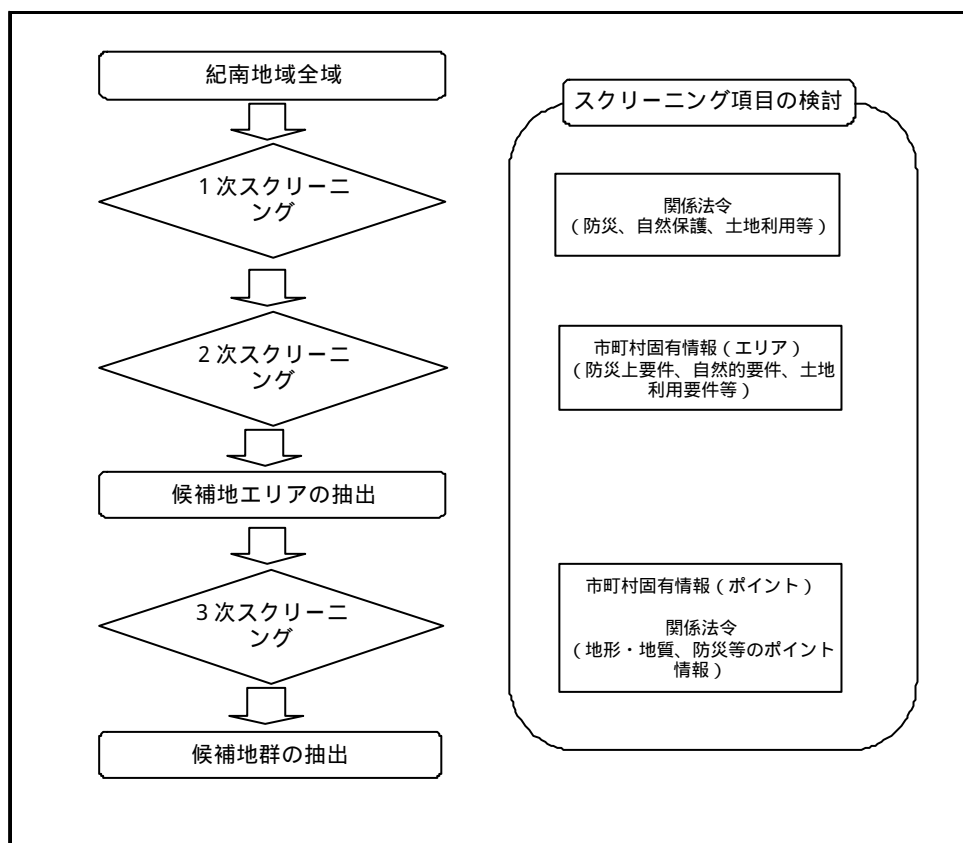 紀南地域全域
1次スクリーニ
ング
2次スクリーニ
ング
候補地エリアの抽出
3次スクリーニ
ング
候補地群の抽出
スクリーニング項目の検討
関係法令
(防災、自然保護、土地利用等)
市町村固有情報(エリア)
(防災上要件、自然的要件、土地
利用要件等)
市町村固有情報(ポイント)
関係法令
(地形・地質、防災等のポイント
情報)